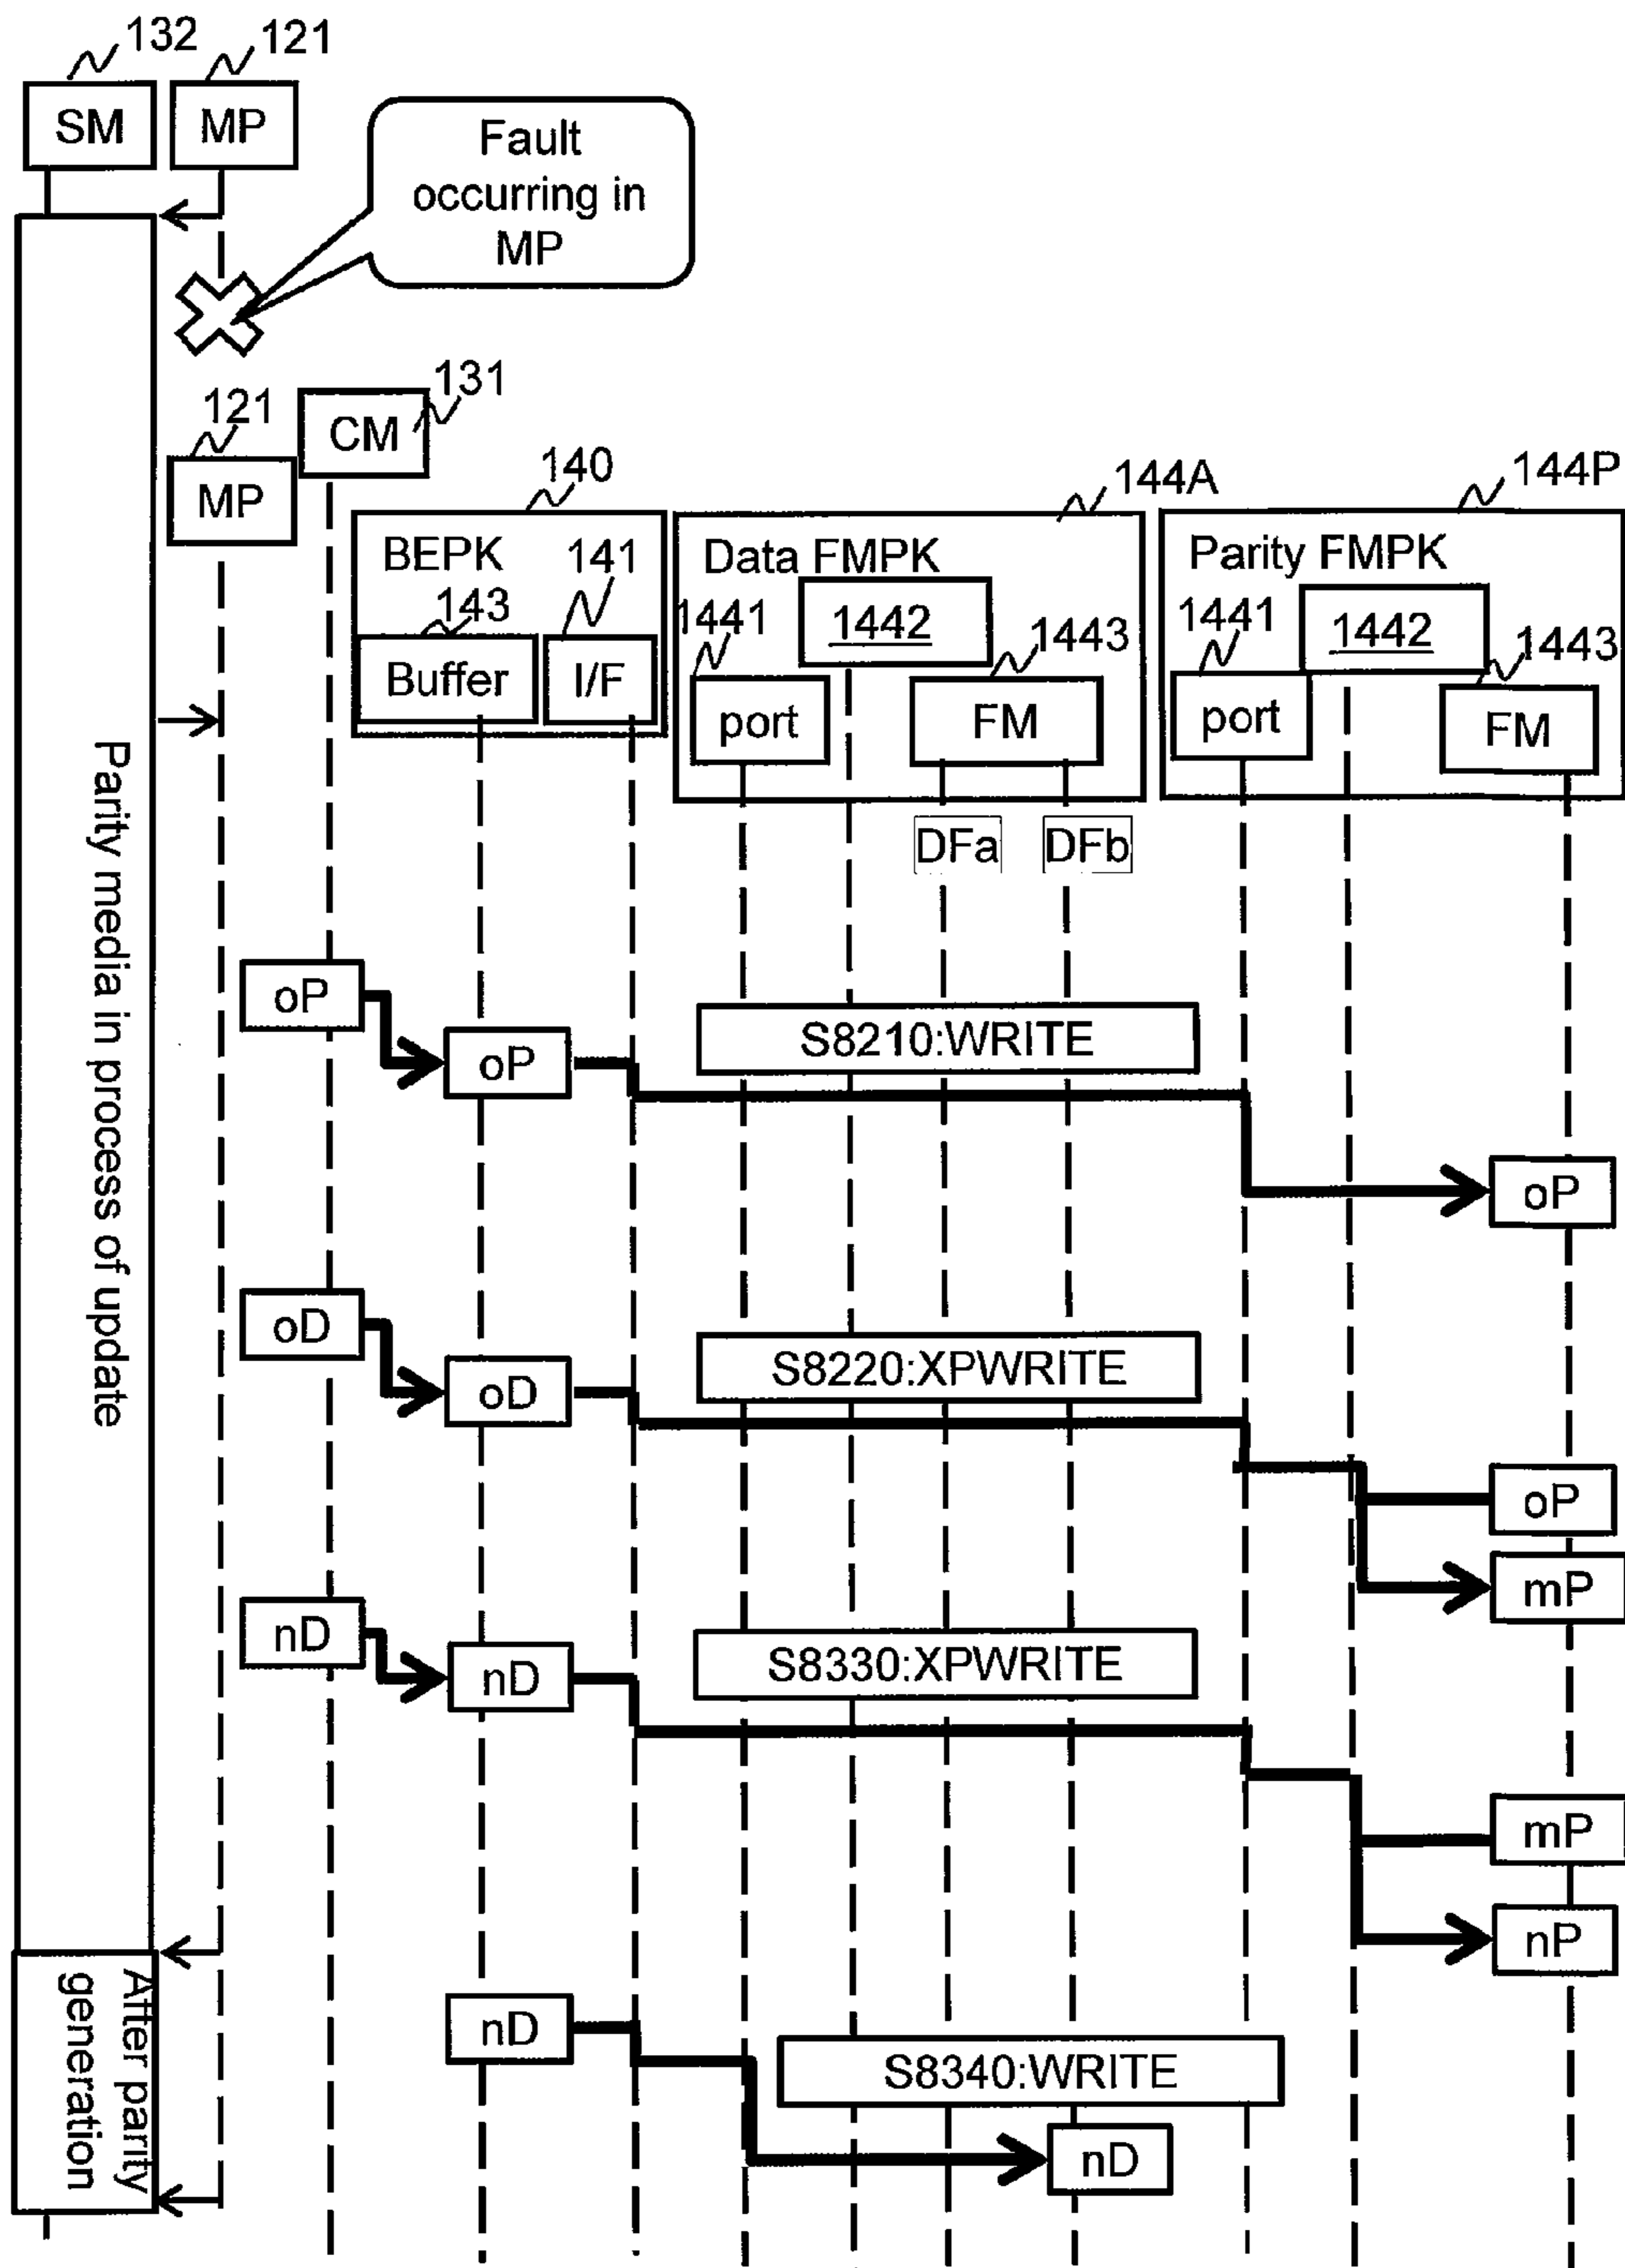 132
121
SM
MP
Fault
occurring in
MP
131
121
CM
MP
140
144A
144P
BEPK
141
143
Buffer
I/F
Data FMPK
1441
1442
1443
port
FM
Parity FMPK
1441
1442
1443
port
FM
DFa
DFb
Parity media in process of update
oP
oP
S8210:WRITE
oP
oD
oD
S8220:XPWRITE
oP
mP
nD
nD
S8330:XPWRITE
mP
nP
After parity
generation
nD
S8340:WRITE
nD